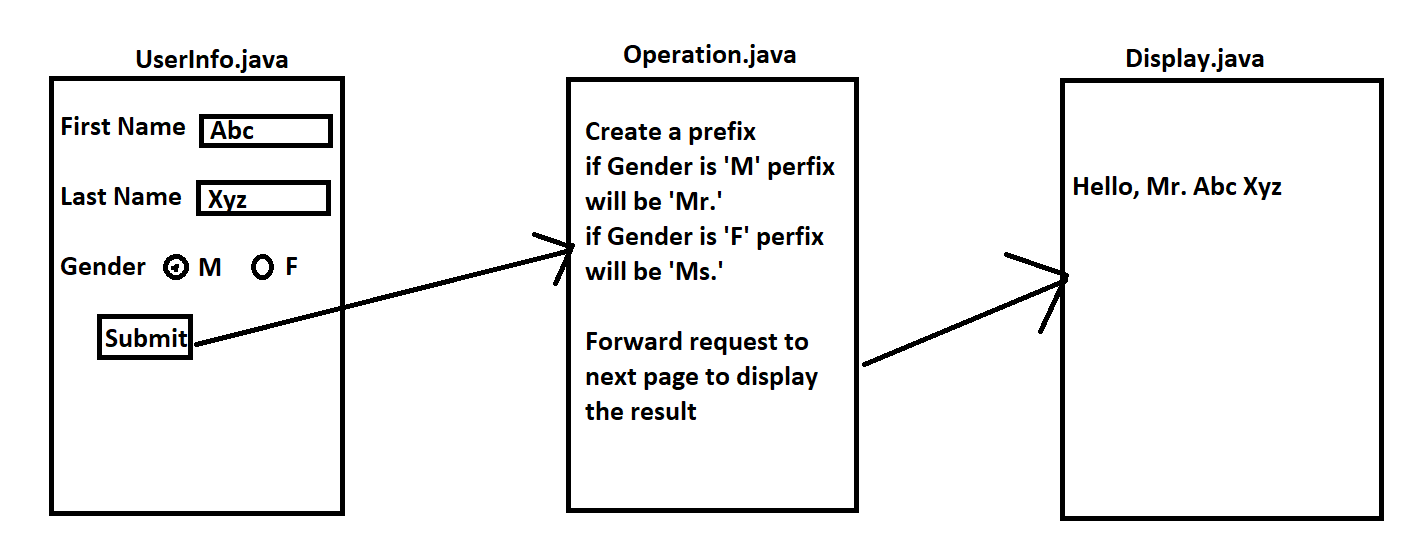 UserInfo.java
First Name Abc
Last Name Xyz
Gender M F
Submit
Operation.java
Create a prefix
if Gender is 'M' perfix
will be 'Mr.'
if Gender is 'F' perfix
will be 'Ms.'
Forward request to
next page to display
the result
Display.java
Hello, Mr. Abc Xyz